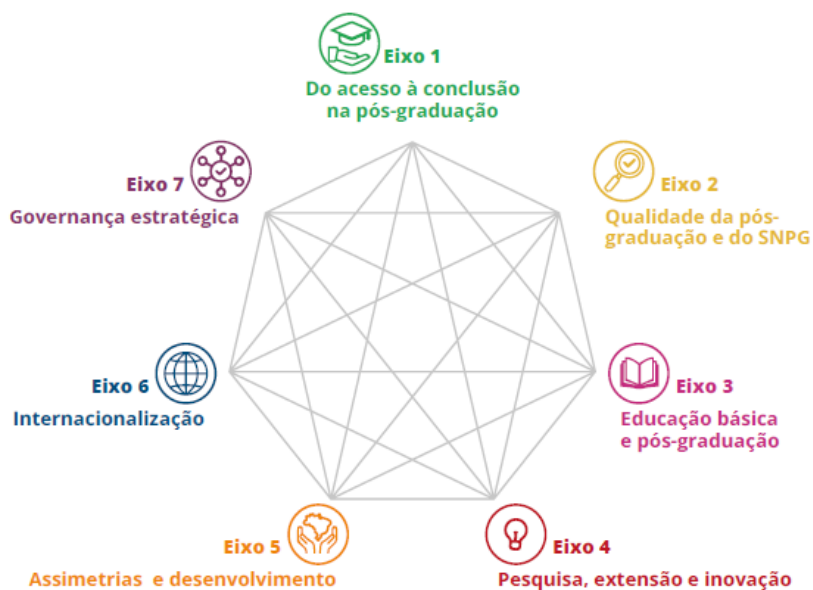 Eixo 1
Do acesso à conclusão
na pós-graduação
Eixo 7
Governança estratégica
Eixo 2
Qualidade da pós-
graduação e do SNPG
Eixo 6
Internacionalização
Eixo 3
Educação básica
e pós-graduação
Eixo 5
Assimetrias e desenvolvimento
Eixo 4
Pesquisa, extensão e inovação